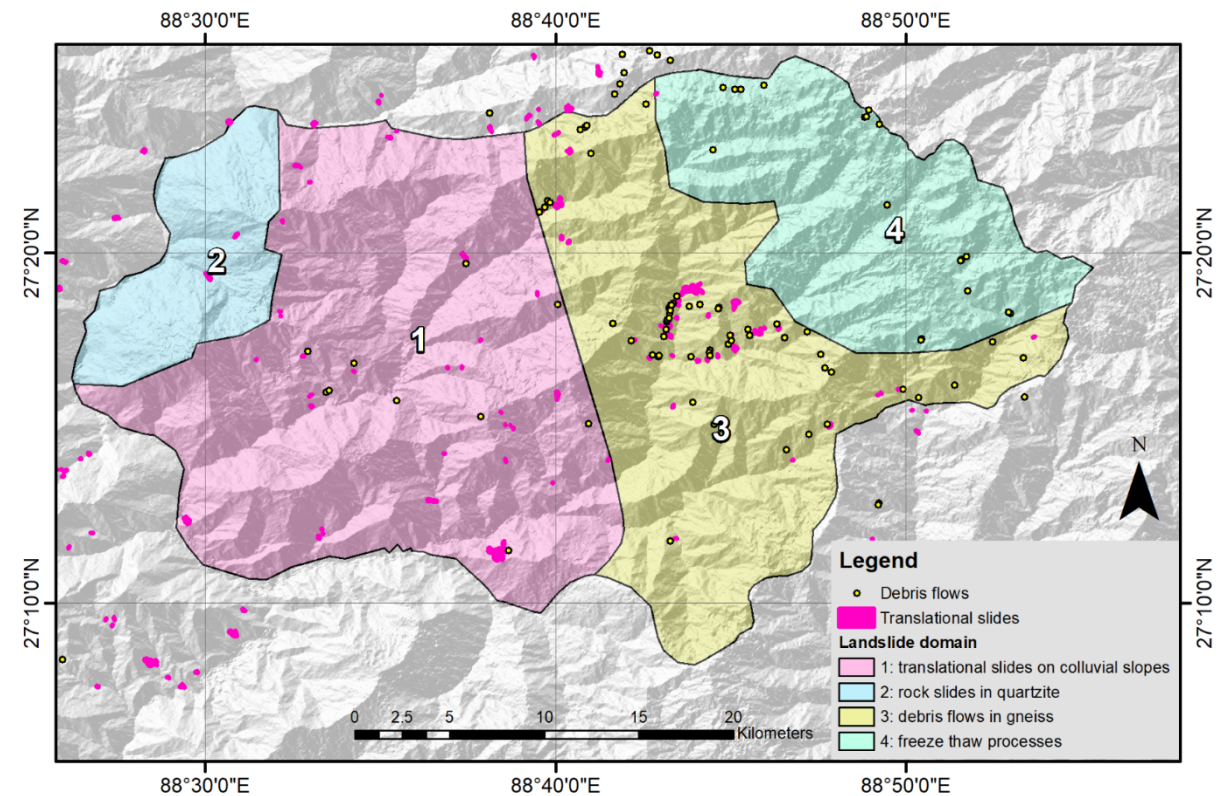 88°30'0"E 88°40'0"E 88°50'0"E
27°20'0"N 27°20'0"N
27°10'0"N 27°10'0"N
2
4
1
3
N
Legend
Debris flows
Translational slides
Landslide domain
1: translational slides on colluvial slopes
2: rock slides in quartzite
3: debris flows in gneiss
4: freeze thaw processes
0 2.5 5 10 15 20
Kilometers
88°30'0"E 88°40'0"E 88°50'0"E